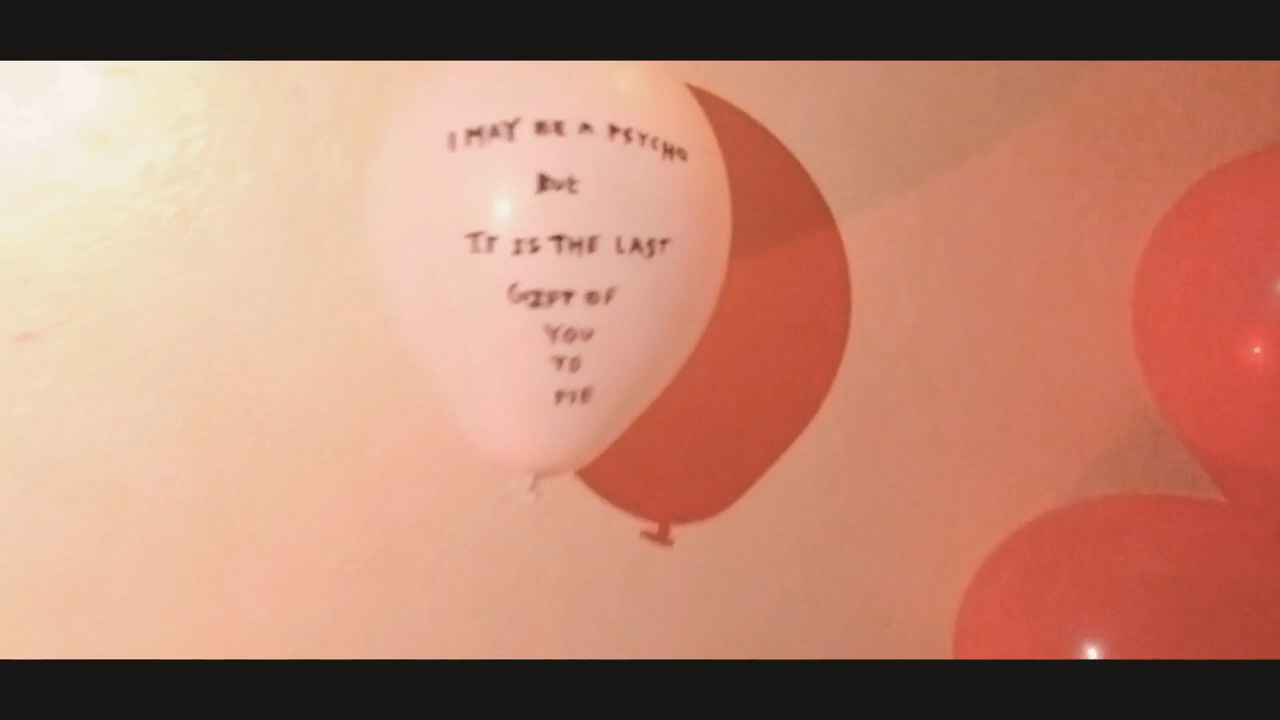 I MAY BE A PSYCHO
But
IT IS THE LAST
GIFT OF
YOU
TO
ME